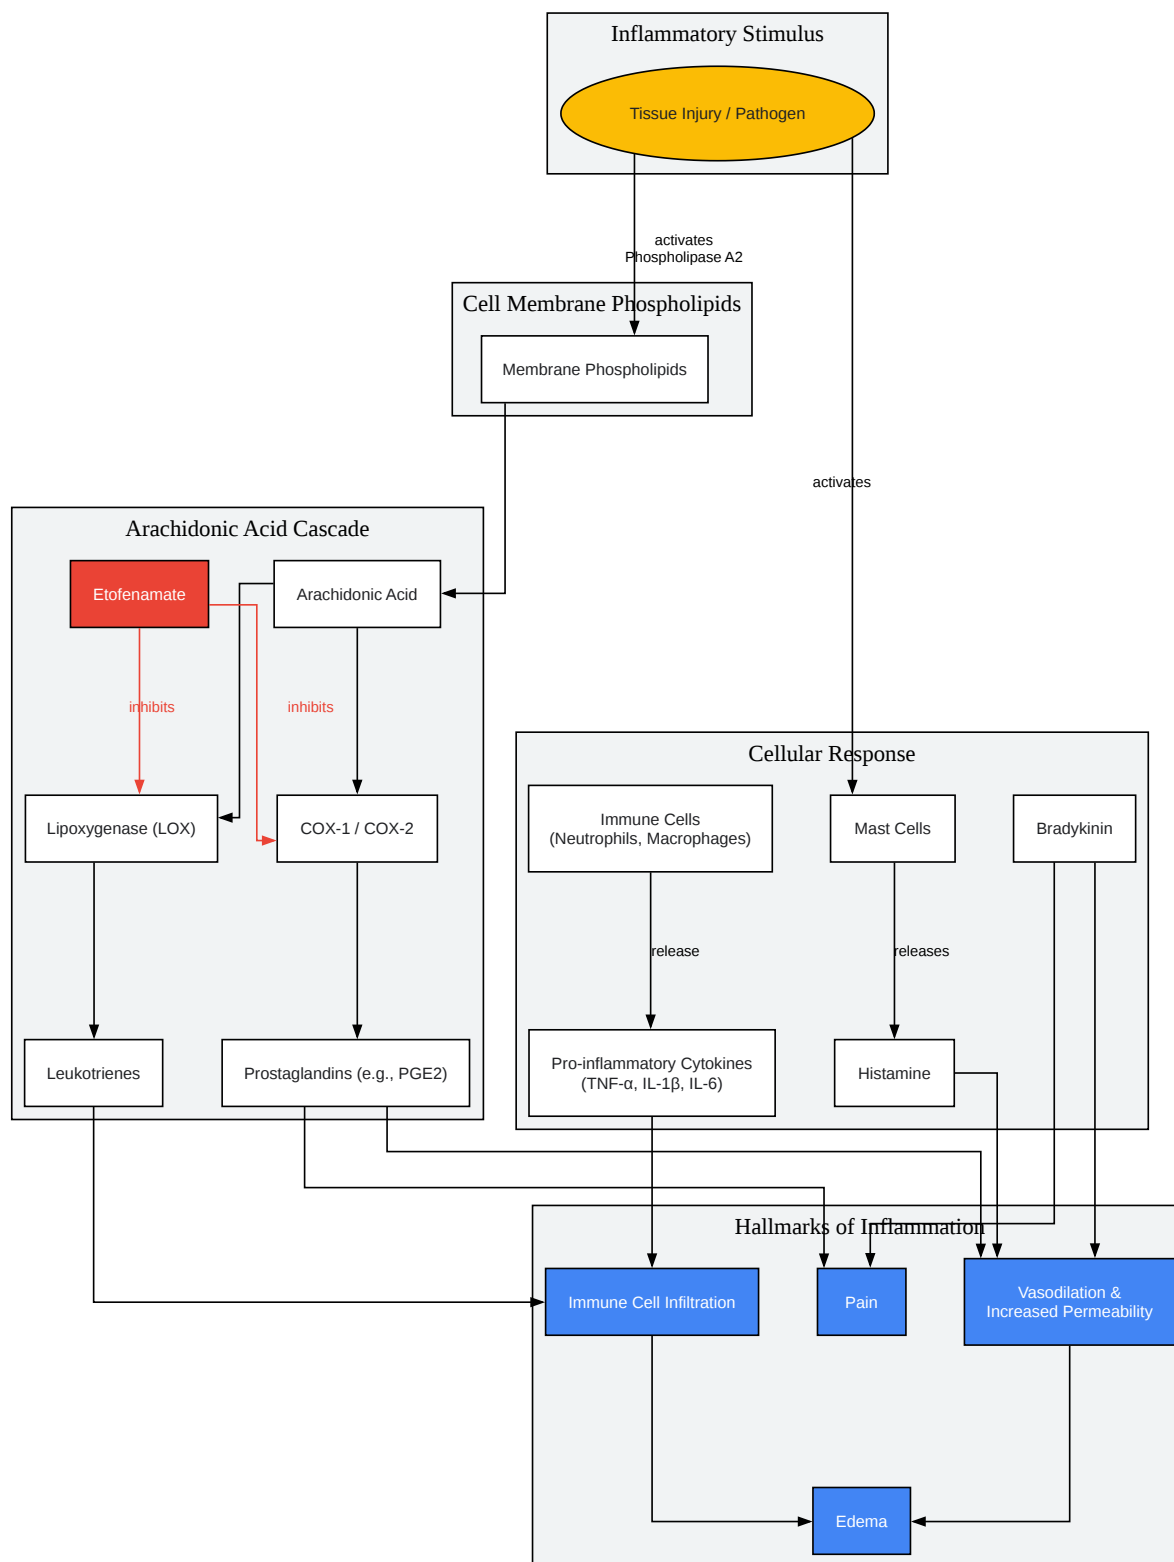 Inflammatory Stimulus
Tissue Injury / Pathogen
activates
Phospholipase A2
Cell Membrane Phospholipids
Membrane Phospholipids
activates
Arachidonic Acid Cascade
Etofenamate
Arachidonic Acid
inhibits
inhibits
Lipoxygenase (LOX)
COX-1 / COX-2
Leukotrienes
Prostaglandins (e.g., PGE2)
Cellular Response
Immune Cells
(Neutrophils, Macrophages)
Mast Cells
Bradykinin
release
releases
Pro-inflammatory Cytokines
(TNF-α, IL-1β, IL-6)
Histamine
Hallmarks of Inflammation
Immune Cell Infiltration
Pain
Vasodilation &
Increased Permeability
Edema